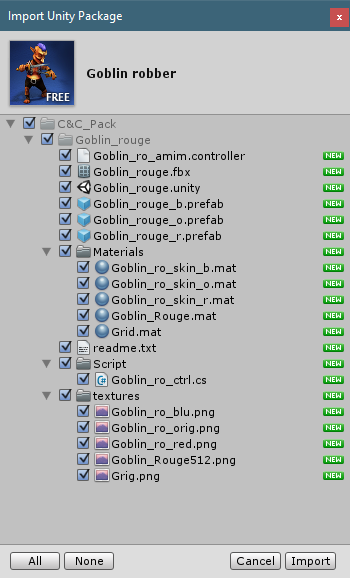 Import Unity Package
x
FREE
Goblin robber
C&C_Pack
Goblin_rouge
Goblin_ro_amim.controller NEW
Goblin_rouge.fbx NEW
Goblin_rouge.unity NEW
Goblin_rouge_b.prefab NEW
Goblin_rouge_o.prefab NEW
Goblin_rouge_r.prefab NEW
Materials NEW
Goblin_ro_skin_b.mat NEW
Goblin_ro_skin_o.mat NEW
Goblin_ro_skin_r.mat NEW
Goblin_Rouge.mat NEW
Grid.mat NEW
readme.txt NEW
Script NEW
Goblin_ro_ctrl.cs NEW
textures NEW
Goblin_ro_blu.png NEW
Goblin_ro_orig.png NEW
Goblin_ro_red.png NEW
Goblin_Rouge512.png NEW
Grig.png NEW
All None Cancel Import